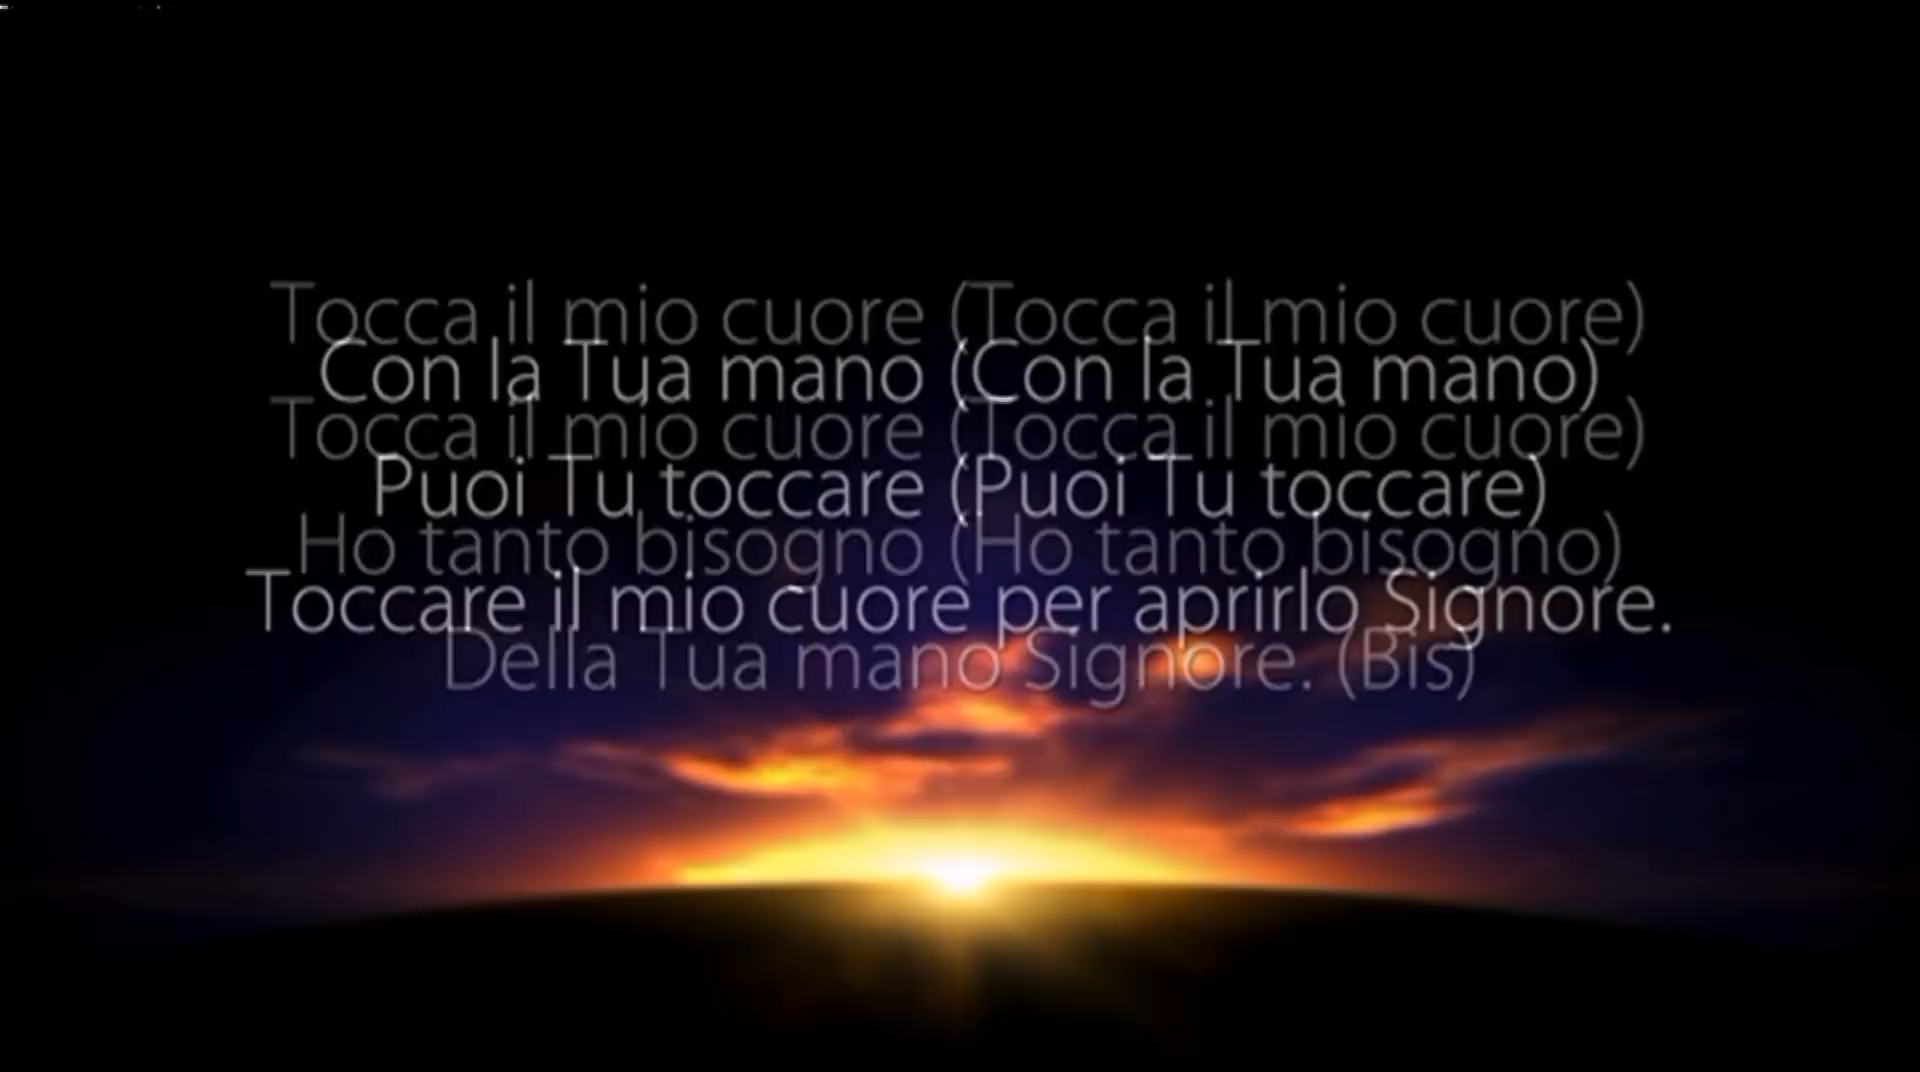 Tocca il mio cuore (Tocca il mio cuore)
Con la Tua mano (Con la Tua mano)
Tocca il mio cuore (Tocca il mio cuore)
Puoi Tu toccare (Puoi Tu toccare)
Ho tanto bisogno (Ho tanto bisogno)
Toccare il mio cuore per aprirlo Signore.
Della Tua mano Signore. (Bis)